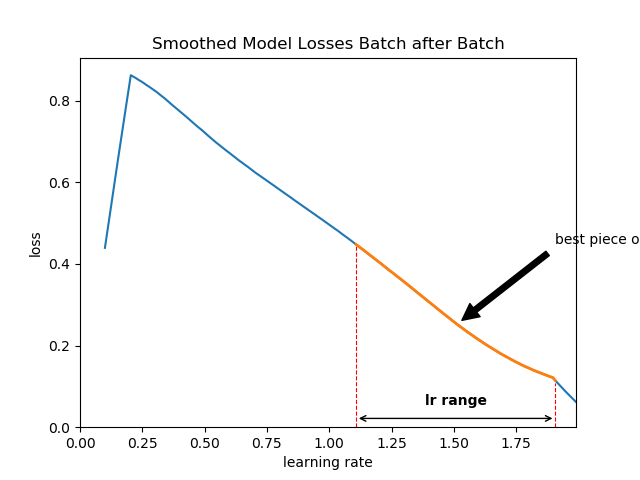 Smoothed Model Losses Batch after Batch
loss
0.8
0.6
0.4
0.2
0.0
best piece o
lr range
0.00 0.25 0.50 0.75 1.00 1.25 1.50 1.75
learning rate